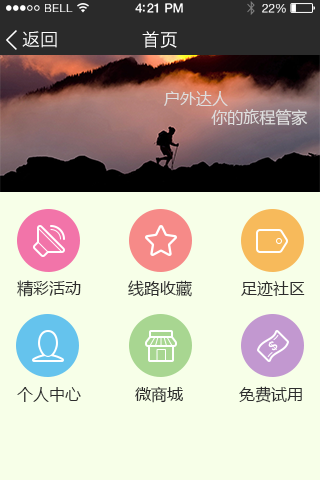 BELL 4:21 PM 22%
返回 首页
户外达人
你的旅程管家
精彩活动 线路收藏 足迹社区
个人中心 微商城 免费试用